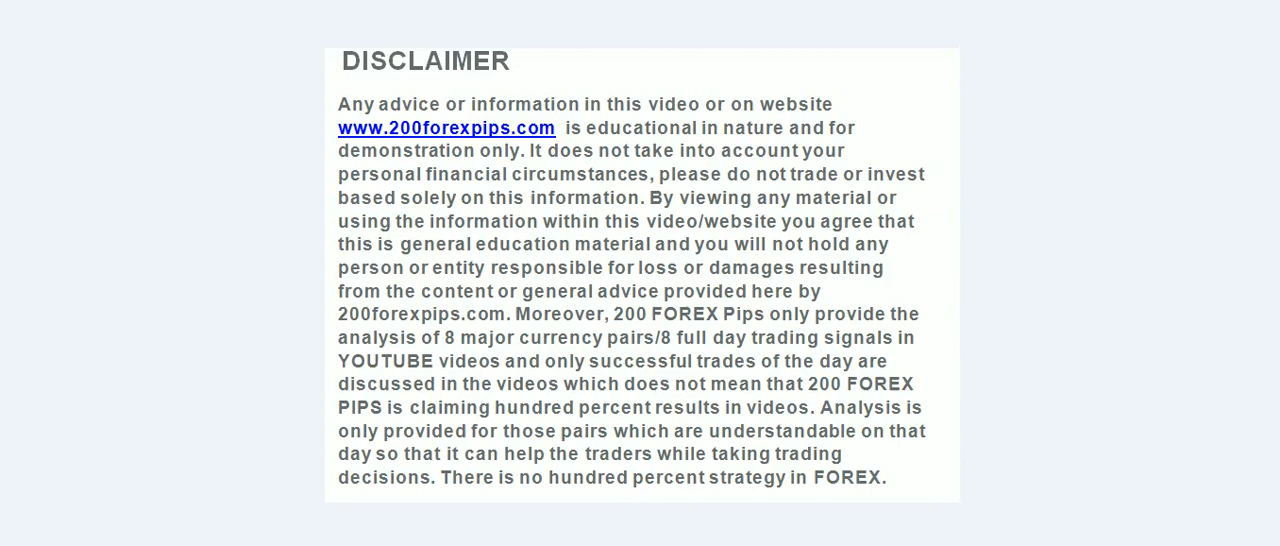 DISCLAIMER
Any advice or information in this video or on website
www.200forexpips.com is educational in nature and for
demonstration only. It does not take into account your
personal financial circumstances, please do not trade or invest
based solely on this information. By viewing any material or
using the information within this video/website you agree that
this is general education material and you will not hold any
person or entity responsible for loss or damages resulting
from the content or general advice provided here by
200forexpips.com. Moreover, 200 FOREX Pips only provide the
analysis of 8 major currency pairs/8 full day trading signals in
YOUTUBE videos and only successful trades of the day are
discussed in the videos which does not mean that 200 FOREX
PIPS is claiming hundred percent results in videos. Analysis is
only provided for those pairs which are understandable on that
day so that it can help the traders while taking trading
decisions. There is no hundred percent strategy in FOREX.